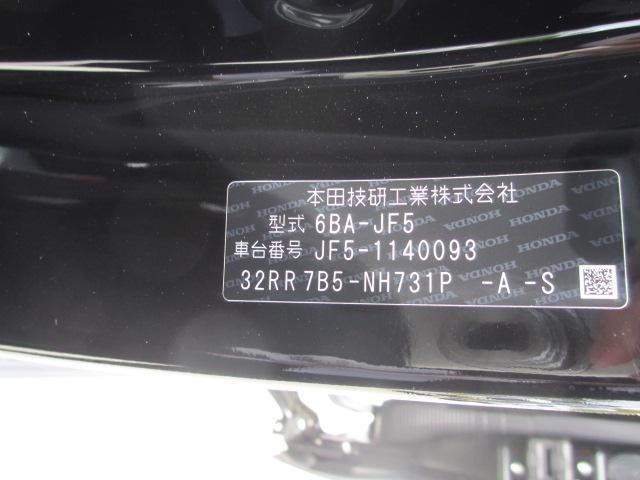 本田技研工業株式会社
型式 6BA-JF5
車台番号 JF5-1140093
32RR 7B5-NH731P -A -S